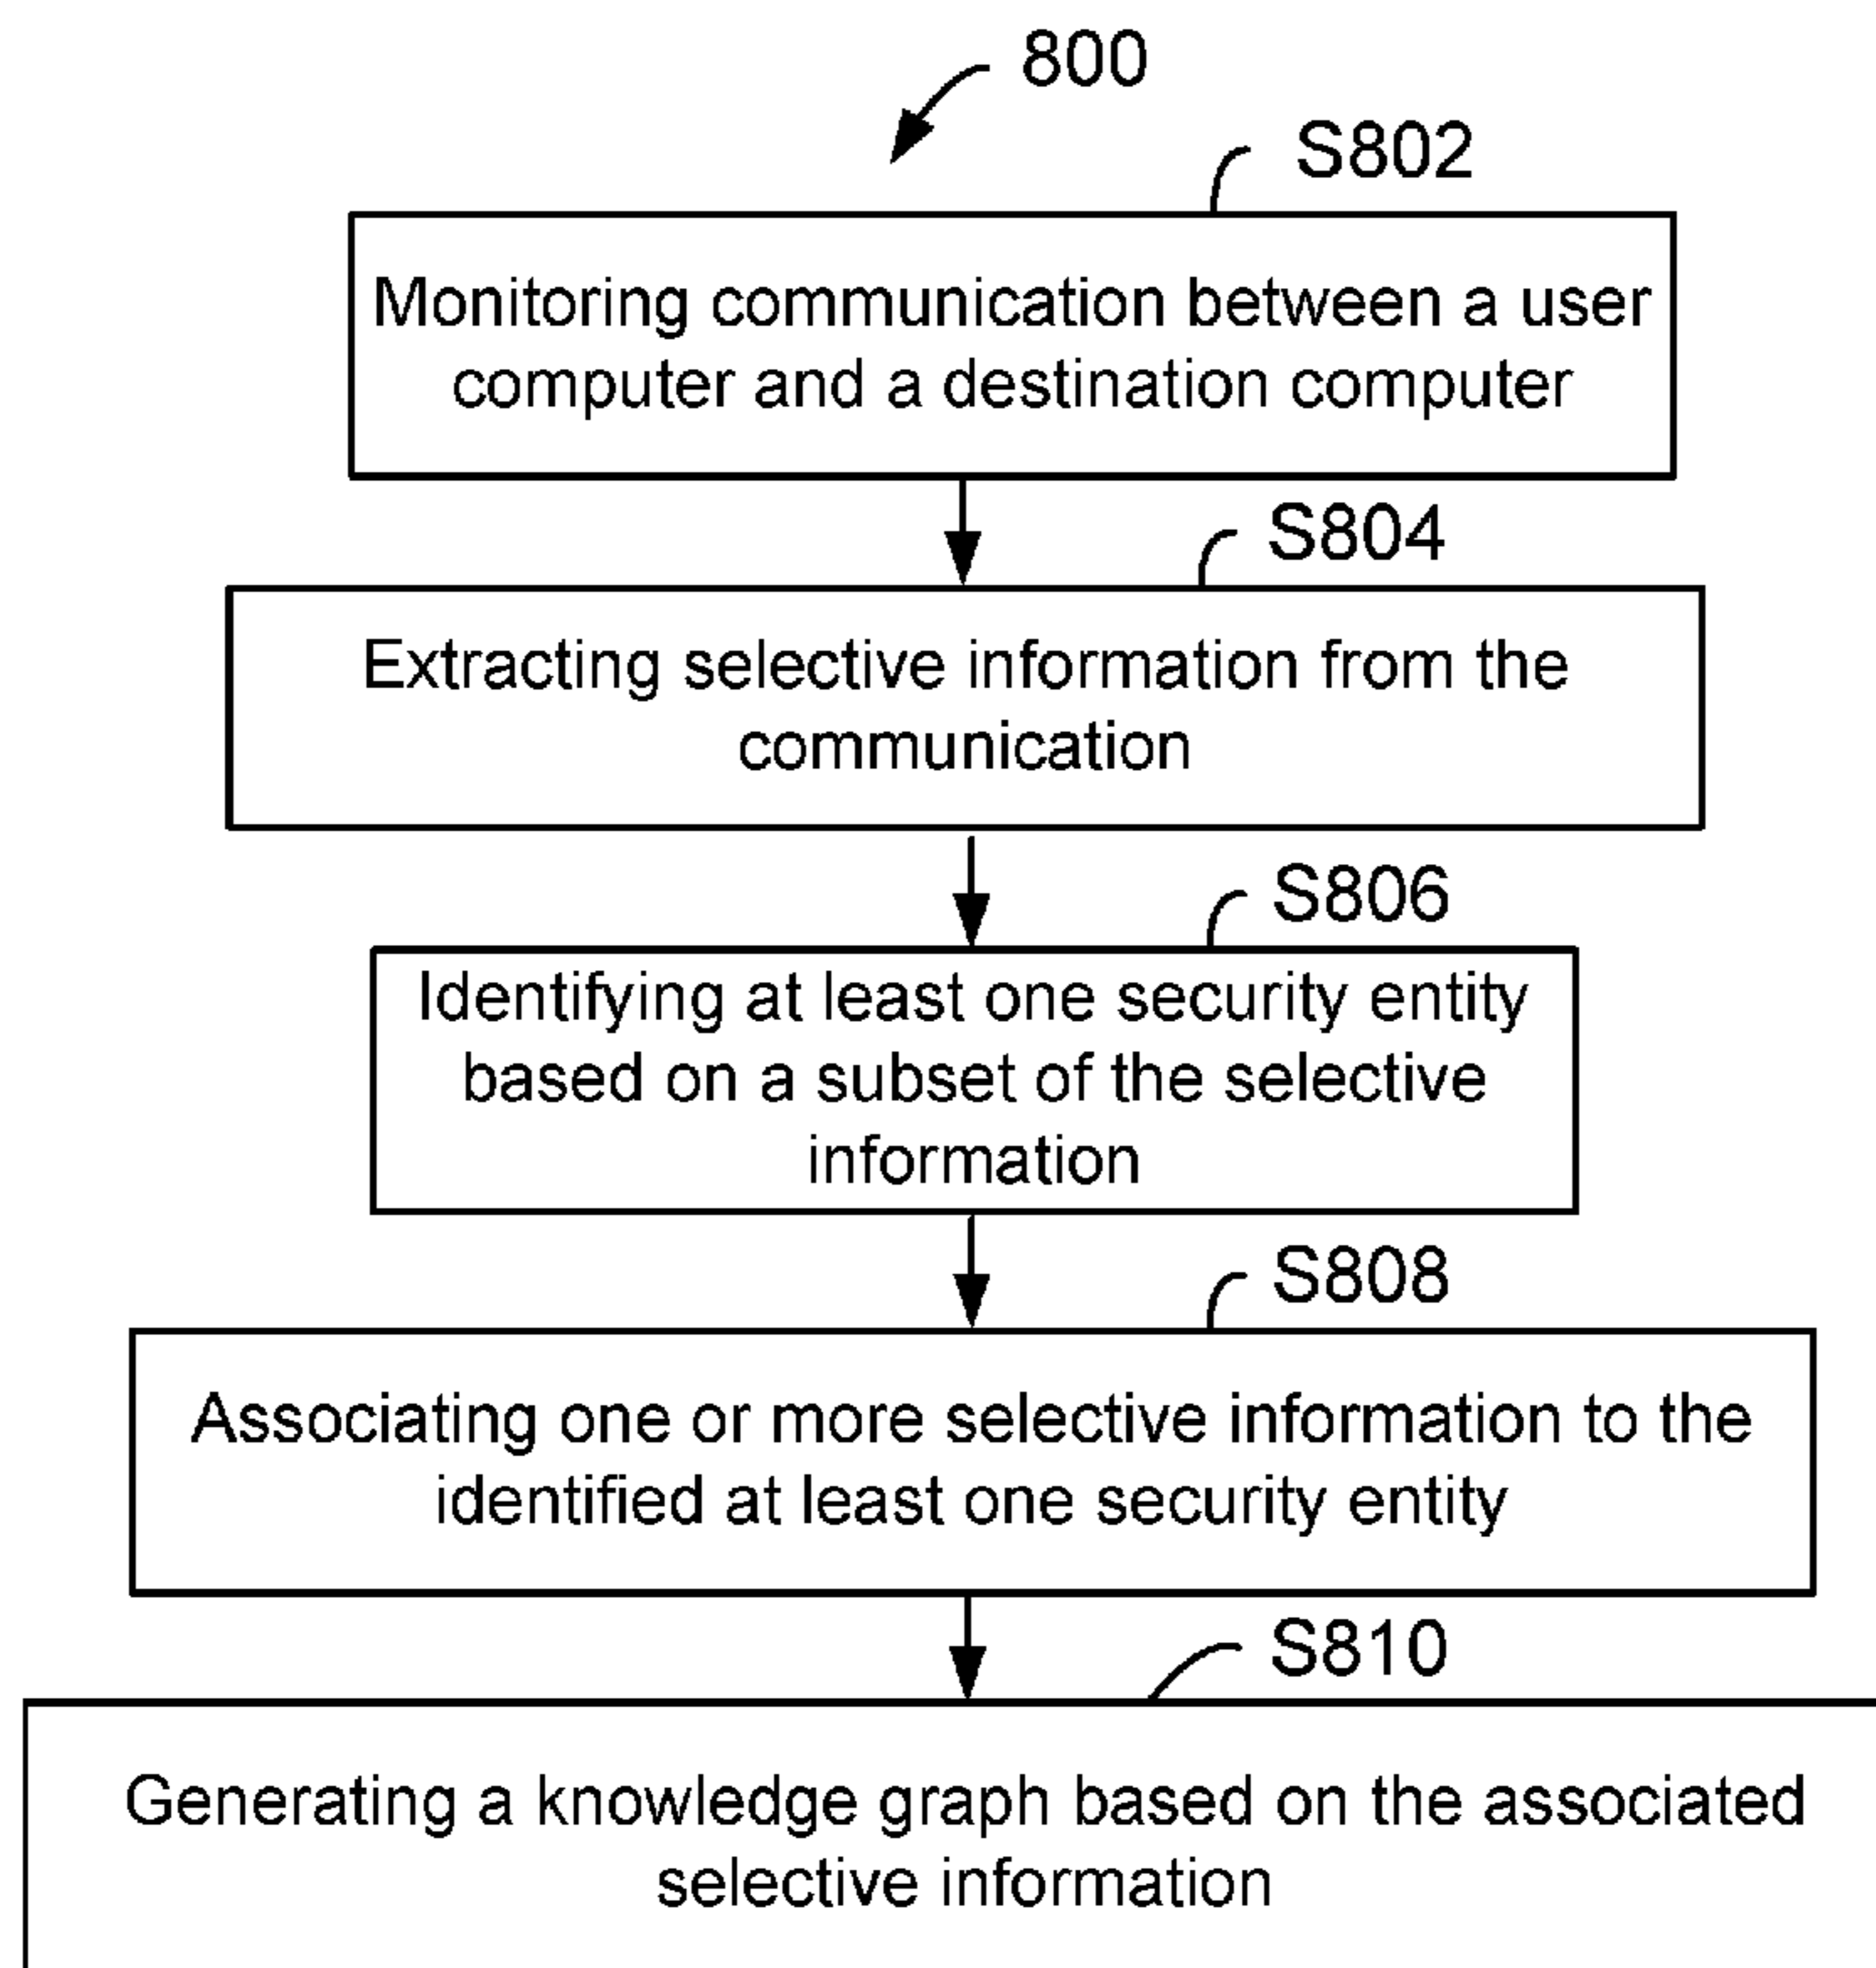 800
S802
Monitoring communication between a user
computer and a destination computer
S804
Extracting selective information from the
communication
S806
Identifying at least one security entity
based on a subset of the selective
information
S808
Associating one or more selective information to the
identified at least one security entity
S810
Generating a knowledge graph based on the associated
selective information